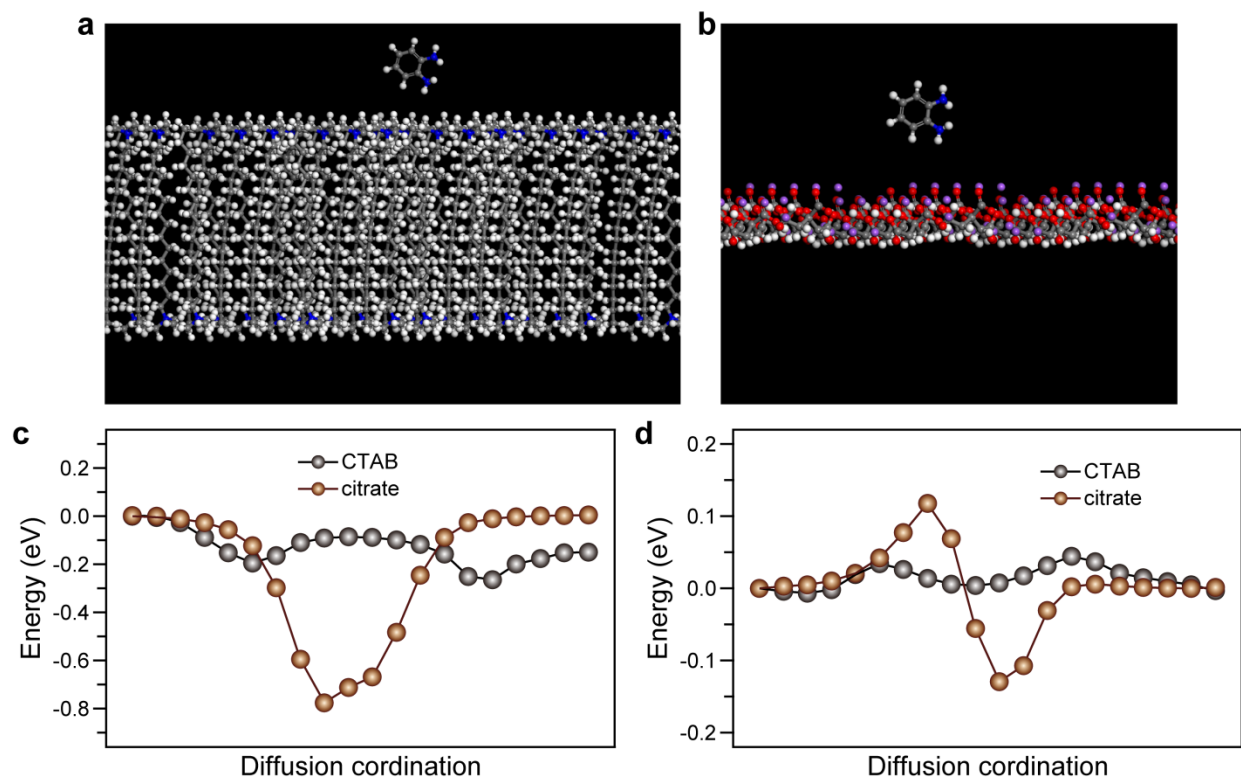 a
b
c
CTAB
citrate
0.2
0.0
-0.2
-0.4
-0.6
-0.8
Energy (eV)
Diffusion cordination
d
CTAB
citrate
0.2
0.1
0.0
-0.1
-0.2
Energy (eV)
Diffusion cordination